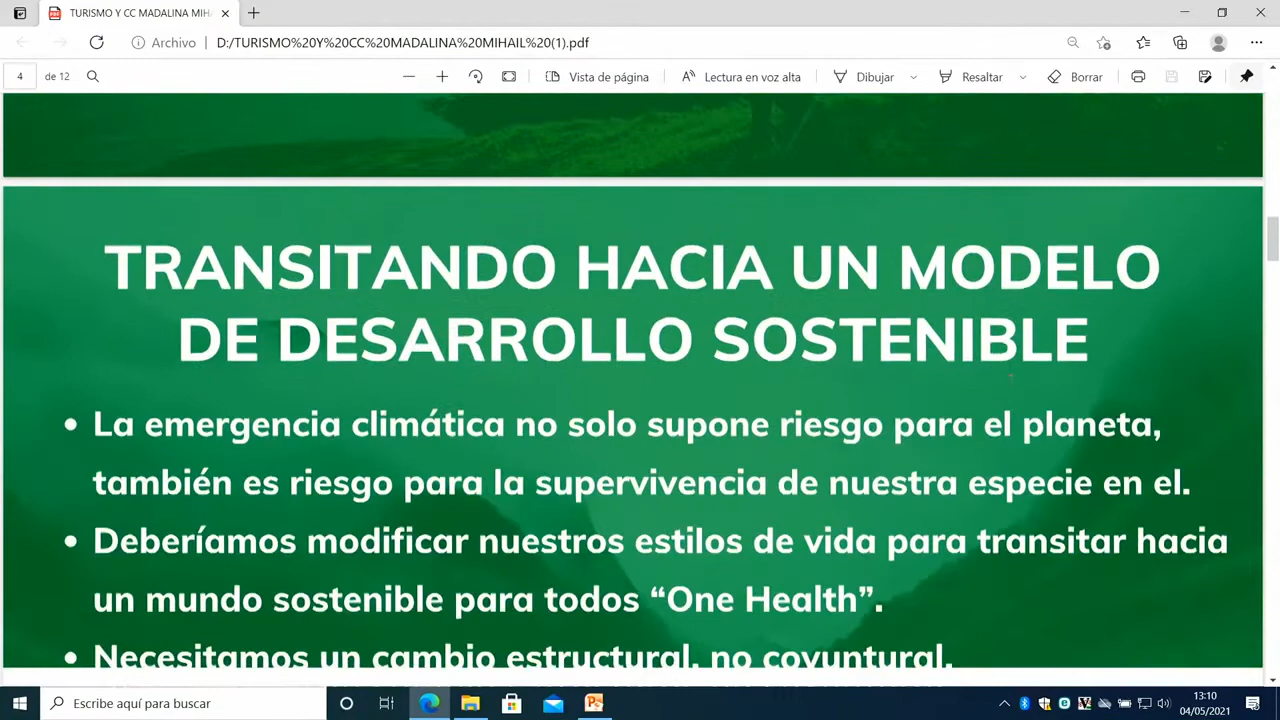 TURISMO Y CC MADALINA MIHA
Archivo
D:/TURISMO%20Y%20CC%20MADALINA%20MIHAIL%20(1).pdf
4 de 12
Vista de página
Lectura en voz alta
Dibujar
Resaltar
Borrar
TRANSITANDO HACIA UN MODELO
DE DESARROLLO SOSTENIBLE
• La emergencia climática no solo supone riesgo para el planeta,
también es riesgo para la supervivencia de nuestra especie en el.
• Deberíamos modificar nuestros estilos de vida para transitar hacia
un mundo sostenible para todos “One Health”.
• Necesitamos un cambio estructural, no coyuntural.
Escribe aquí para buscar
13:10
04/05/2021